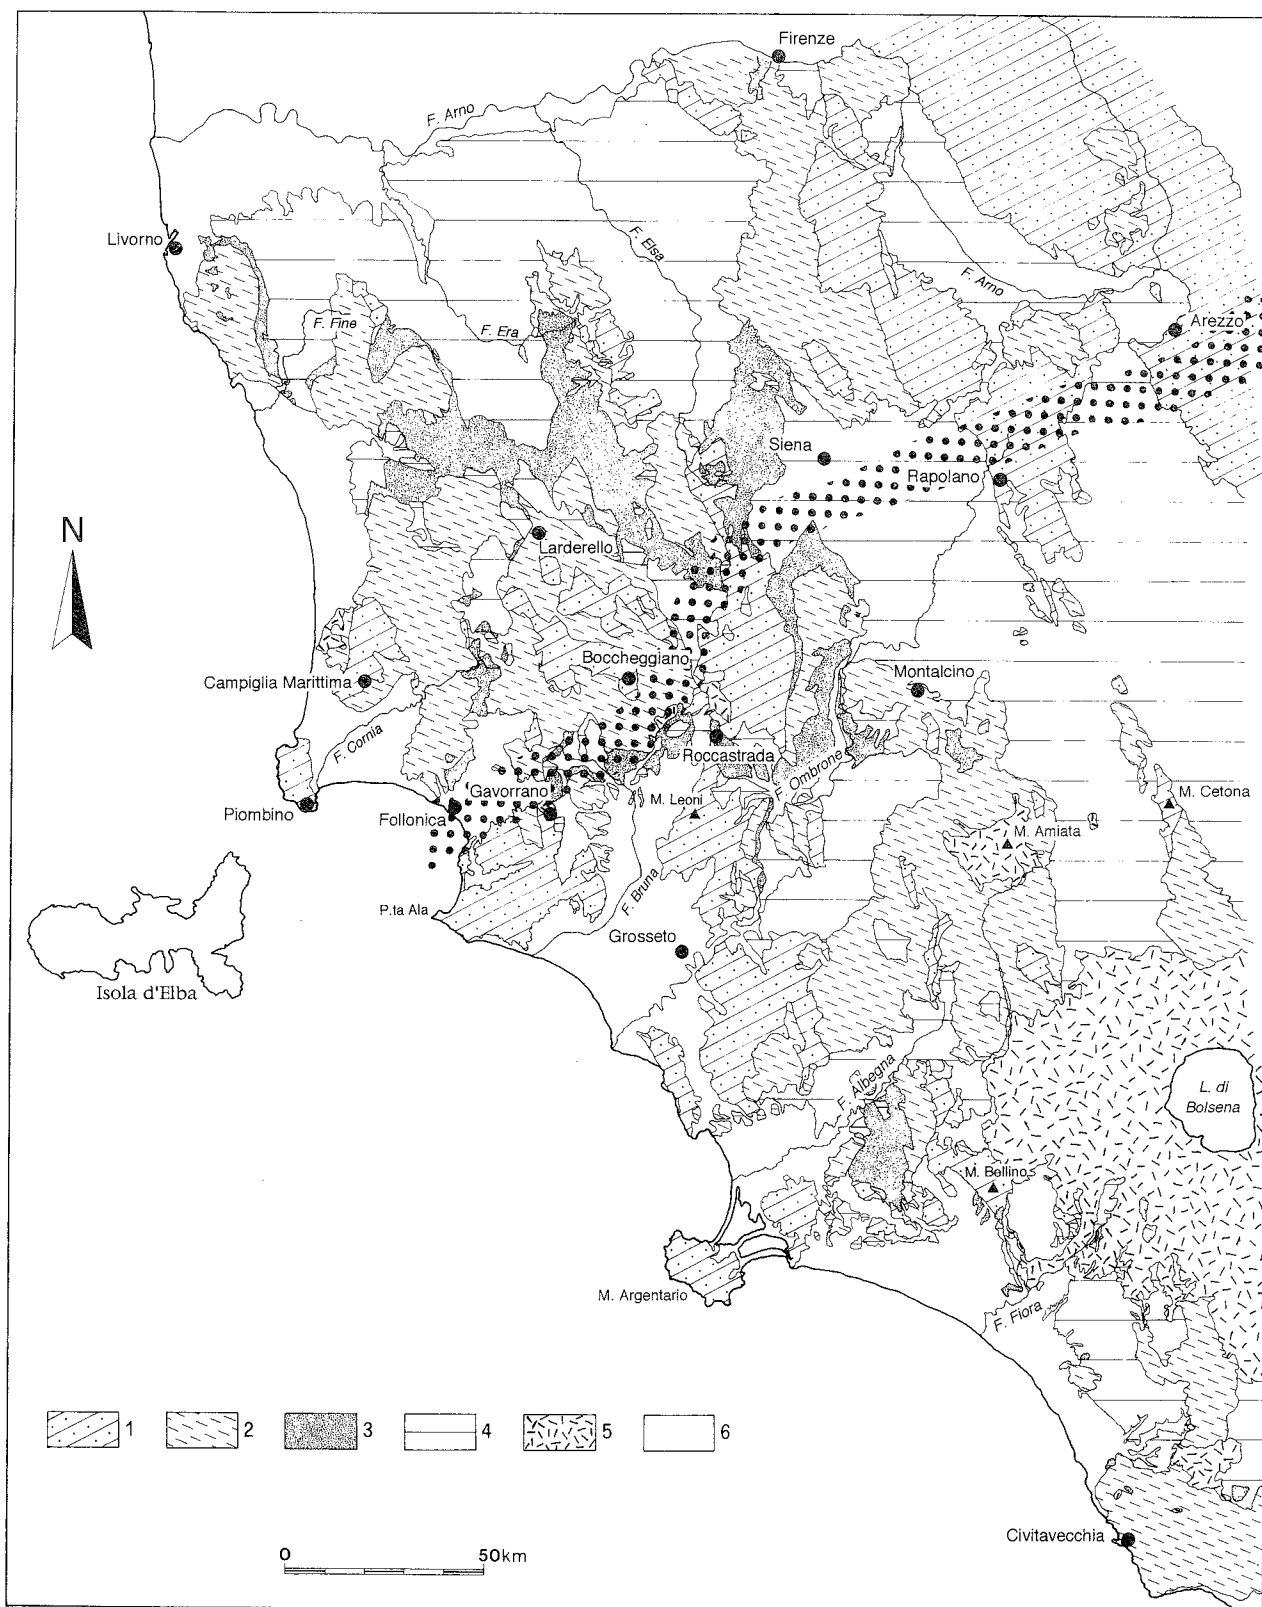 Firenze
F. Arno
Livorno
F. Elsa
F. Arno
F. Fine
F. Era
Arezzo
Siena
Rapolano
N
Larderello
Boccheggiano
Campiglia Marittima
Montalcino
F. Cornia
Roccastrada
F. Ombrone
Gavorrano
M. Leoni
M. Cetona
Piombino
Follonica
M. Amiata
F. Bruna
P.ta Ala
Grosseto
Isola d'Elba
F. Albegna
L. di
Bolsena
M. Bellino
M. Argentario
F. Fiora
1 2 3 4 5 6
Civitavecchia
0 50km